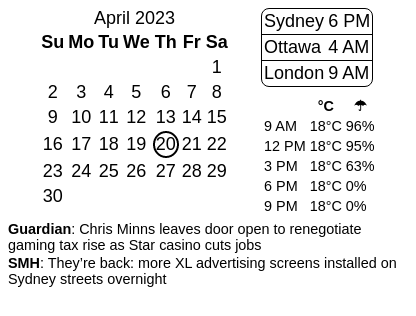 April 2023
Su Mo Tu We Th Fr Sa
1
2 3 4 5 6 7 8
9 10 11 12 13 14 15
16 17 18 19 20 21 22
23 24 25 26 27 28 29
30
Sydney 6 PM
Ottawa 4 AM
London 9 AM
°C ☂
9 AM 18°C 96%
12 PM 18°C 95%
3 PM 18°C 63%
6 PM 18°C 0%
9 PM 18°C 0%
Guardian: Chris Minns leaves door open to renegotiate
gaming tax rise as Star casino cuts jobs
SMH: They’re back: more XL advertising screens installed on
Sydney streets overnight